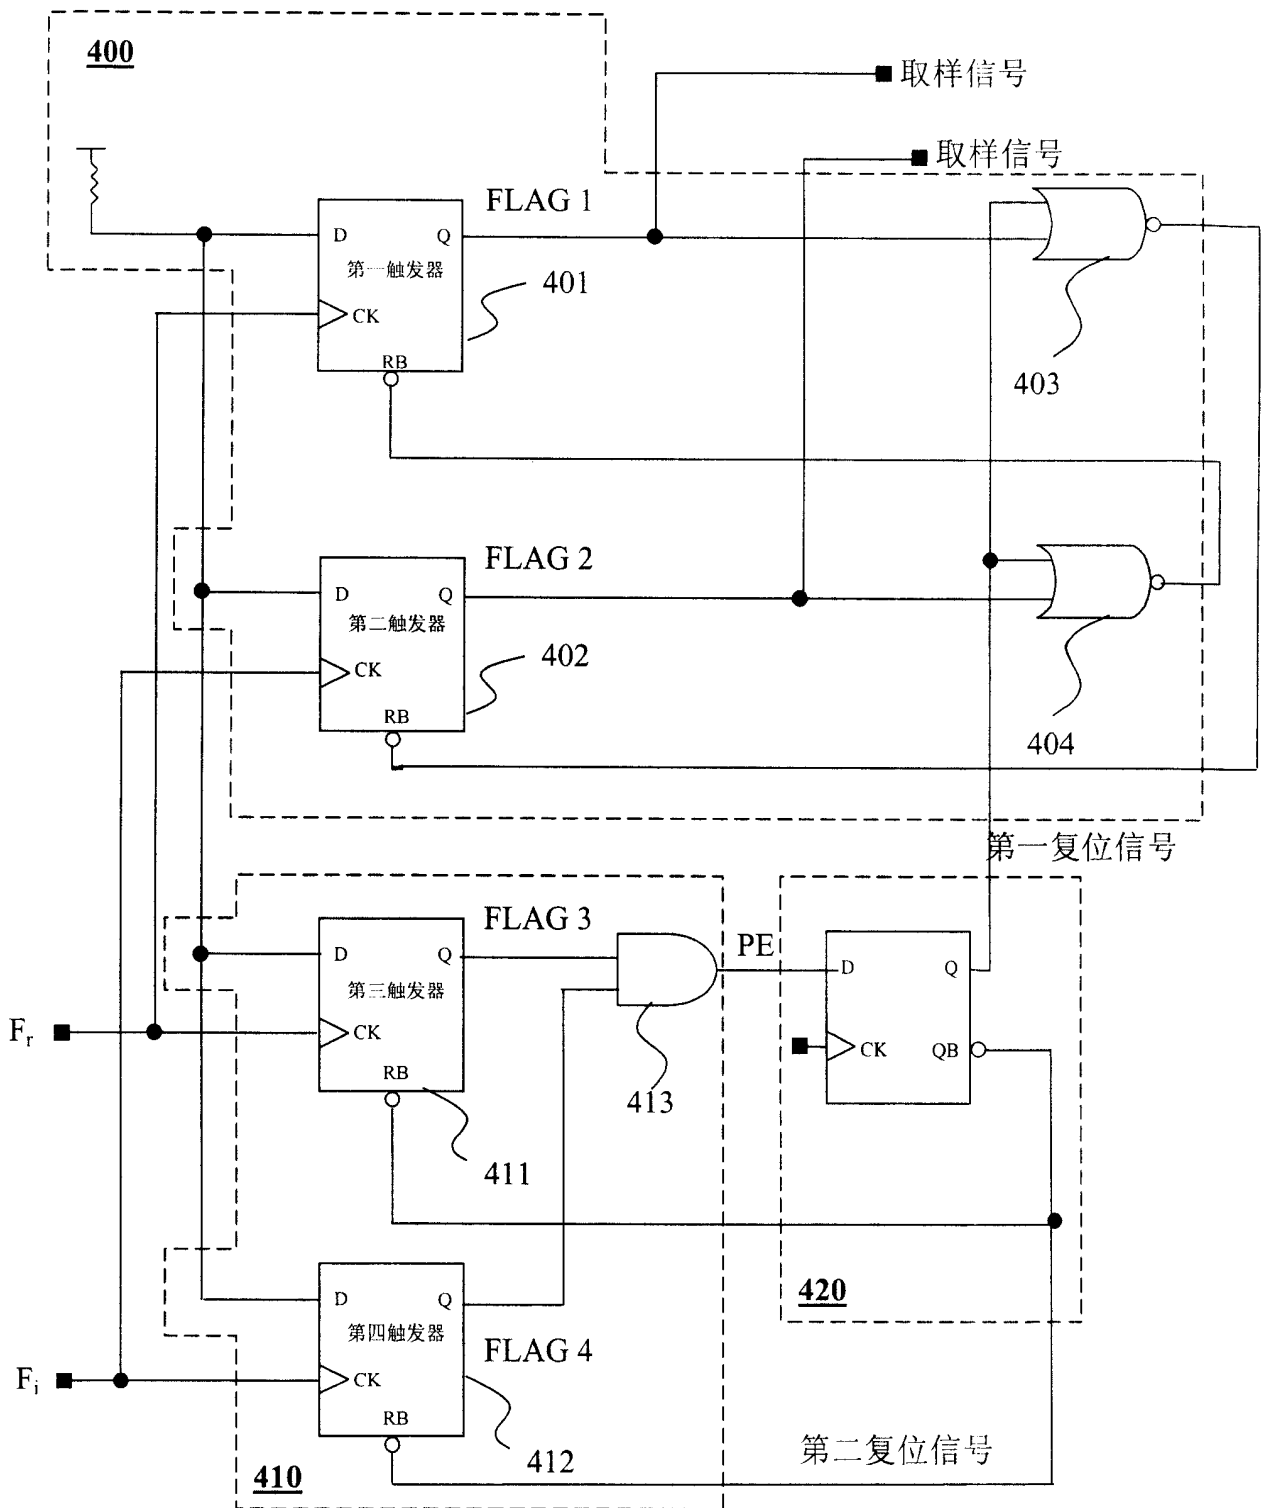 400
取样信号
取样信号
FLAG 1
D
Q
第一触发器
401
CK
RB
403
FLAG 2
D
Q
第二触发器
402
CK
RB
404
第一复位信号
FLAG 3
PE
D
Q
D
Q
第三触发器
Fr
CK
CK
QB
RB
413
411
420
D
Q
第四触发器
FLAG 4
Fi
CK
RB
412
第二复位信号
410